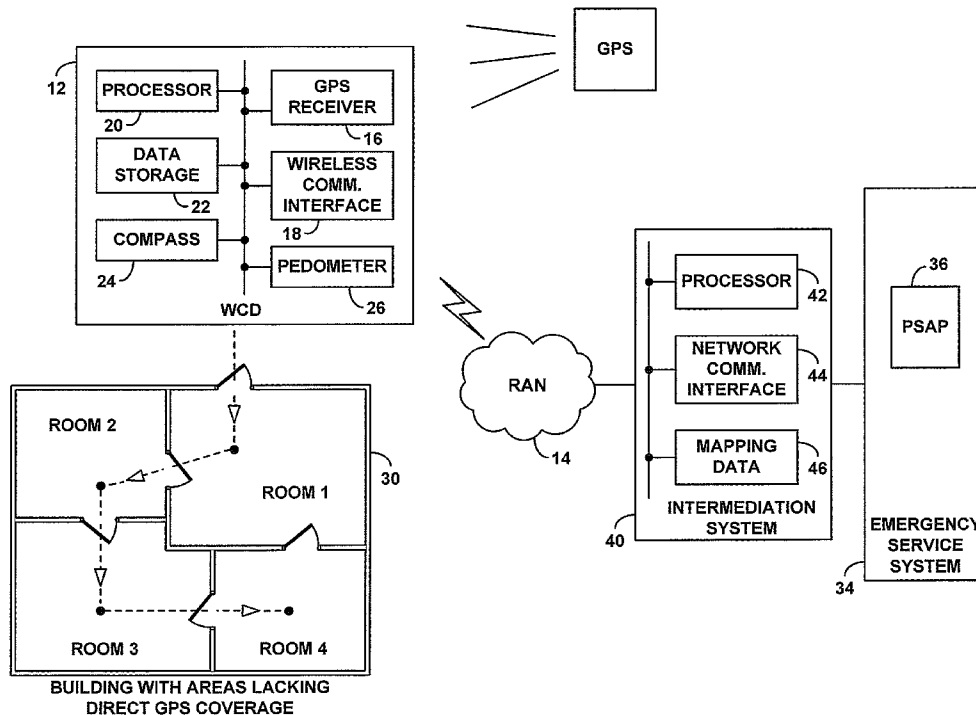 GPS
12
PROCESSOR
20
GPS
RECEIVER
16
DATA
STORAGE
22
WIRELESS
COMM.
INTERFACE
18
COMPASS
24
PEDOMETER
26
WCD
RAN
14
PROCESSOR
42
NETWORK
COMM.
INTERFACE
44
MAPPING
DATA
46
INTERMEDIATION
SYSTEM
40
36
PSAP
EMERGENCY
SERVICE
SYSTEM
34
ROOM 2
ROOM 1
30
ROOM 3
ROOM 4
BUILDING WITH AREAS LACKING
DIRECT GPS COVERAGE